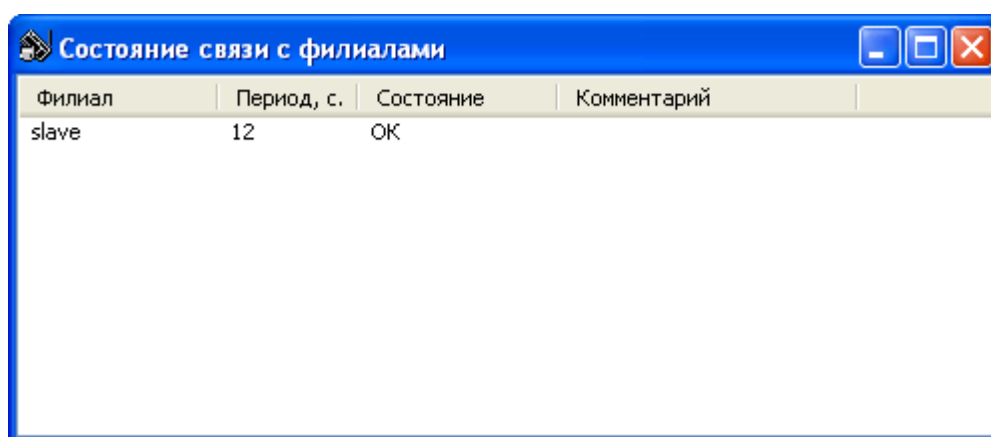 Состояние связи с филиалами
Филиал Период, с. Состояние Комментарий
slave 12 OK